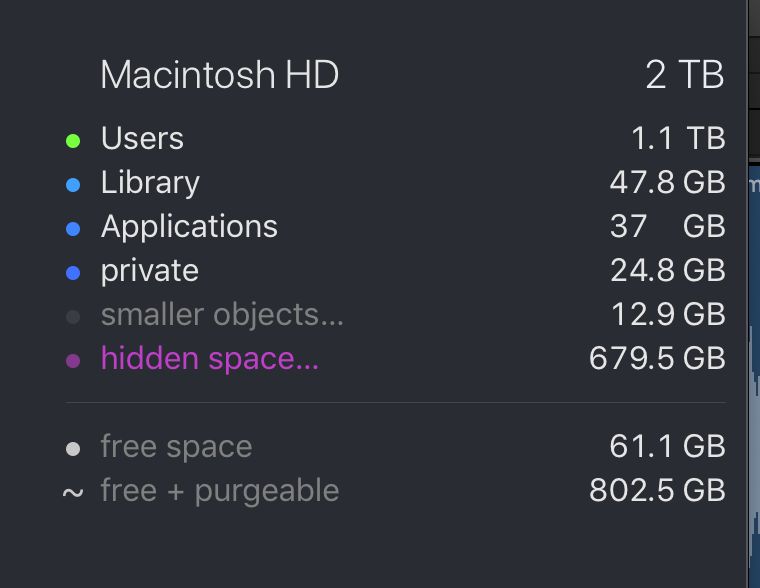 Macintosh HD 2 TB
Users 1.1 TB
Library 47.8 GB
Applications 37 GB
private 24.8 GB
smaller objects... 12.9 GB
hidden space... 679.5 GB
free space 61.1 GB
~ free + purgeable 802.5 GB